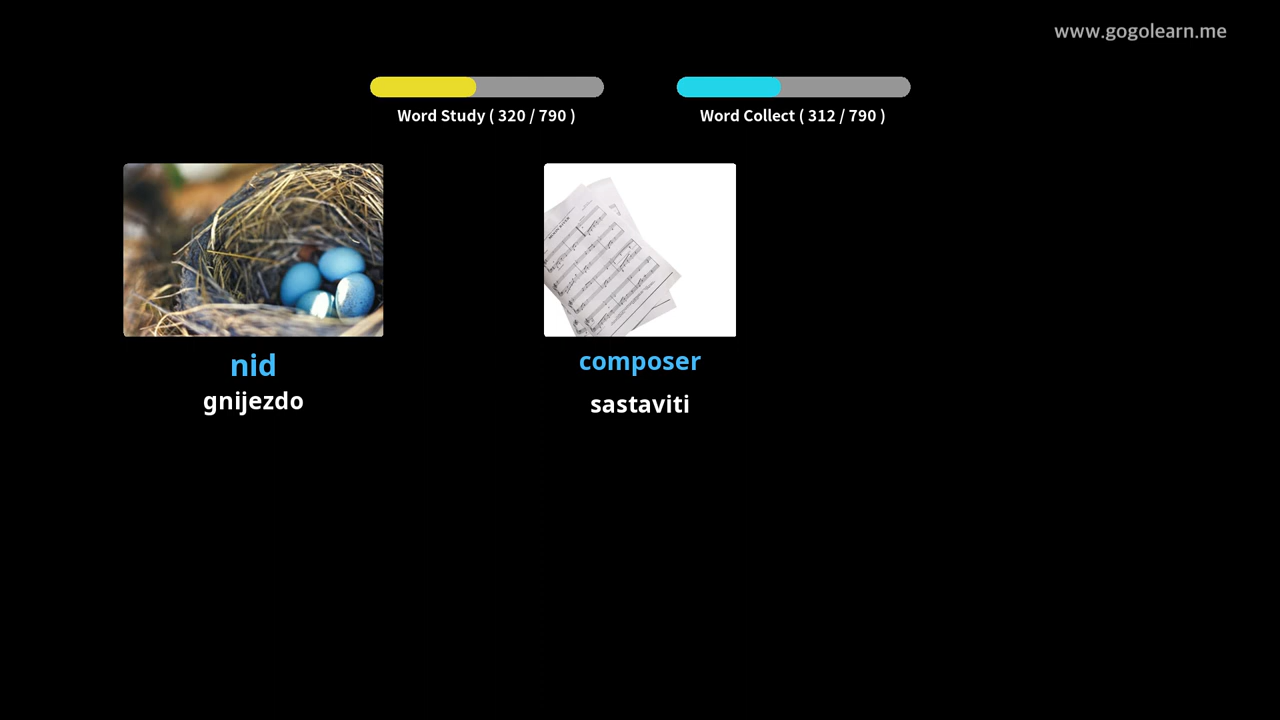 www.gogolearn.me
Word Study ( 320 / 790 )
Word Collect ( 312 / 790 )
nid
gnijezdo
composer
sastaviti